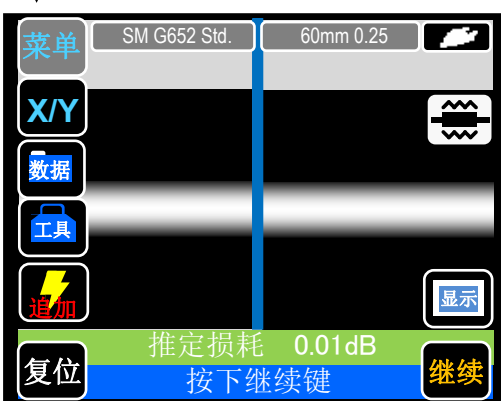 菜单
SM G652 Std.
60mm 0.25
X/Y
数据
工具
追加
显示
推定损耗 0.01dB
复位
按下继续键
继续